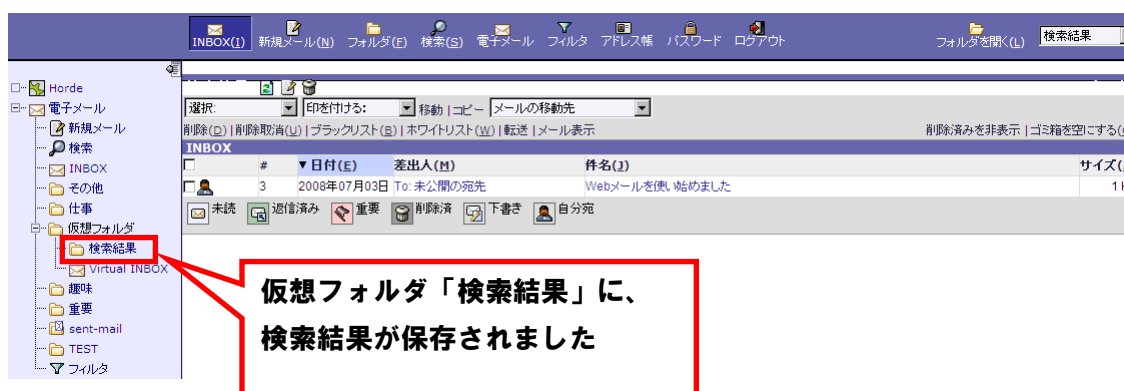 INBOX(I) 新規メール(N) フォルダ(F) 検索(S) 電子メール フィルタ アドレス帳 パスワード ログアウト フォルダを開く(L) 検索結果
Horde
電子メール
新規メール
検索
INBOX
その他
仕事
仮想フォルダ
検索結果
Virtual INBOX
趣味
重要
sent-mail
TEST
フィルタ
選択: 印を付ける: 移動 | コピー メールの移動先
削除(D) | 削除取消(U) | ブラックリスト(B) | ホワイトリスト(W) | 転送 | メール表示 削除済みを非表示 | ゴミ箱を空にする(
INBOX
# ▼日付(E) 差出人(M) 件名(J) サイズ(
3 2008年07月03日 To: 未公開の宛先 Webメールを使い始めました 1
未読 返信済み 重要 削除済 下書き 自分宛
仮想フォルダ「検索結果」に、
検索結果が保存されました